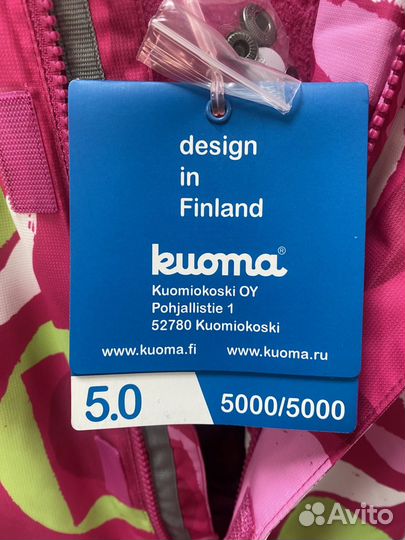 design
in
Finland
kuoma®
Kuomiokoski OY
Pohjallistie 1
52780 Kuomiokoski
www.kuoma.fi www.kuoma.ru
5.0 5000/5000
Avito